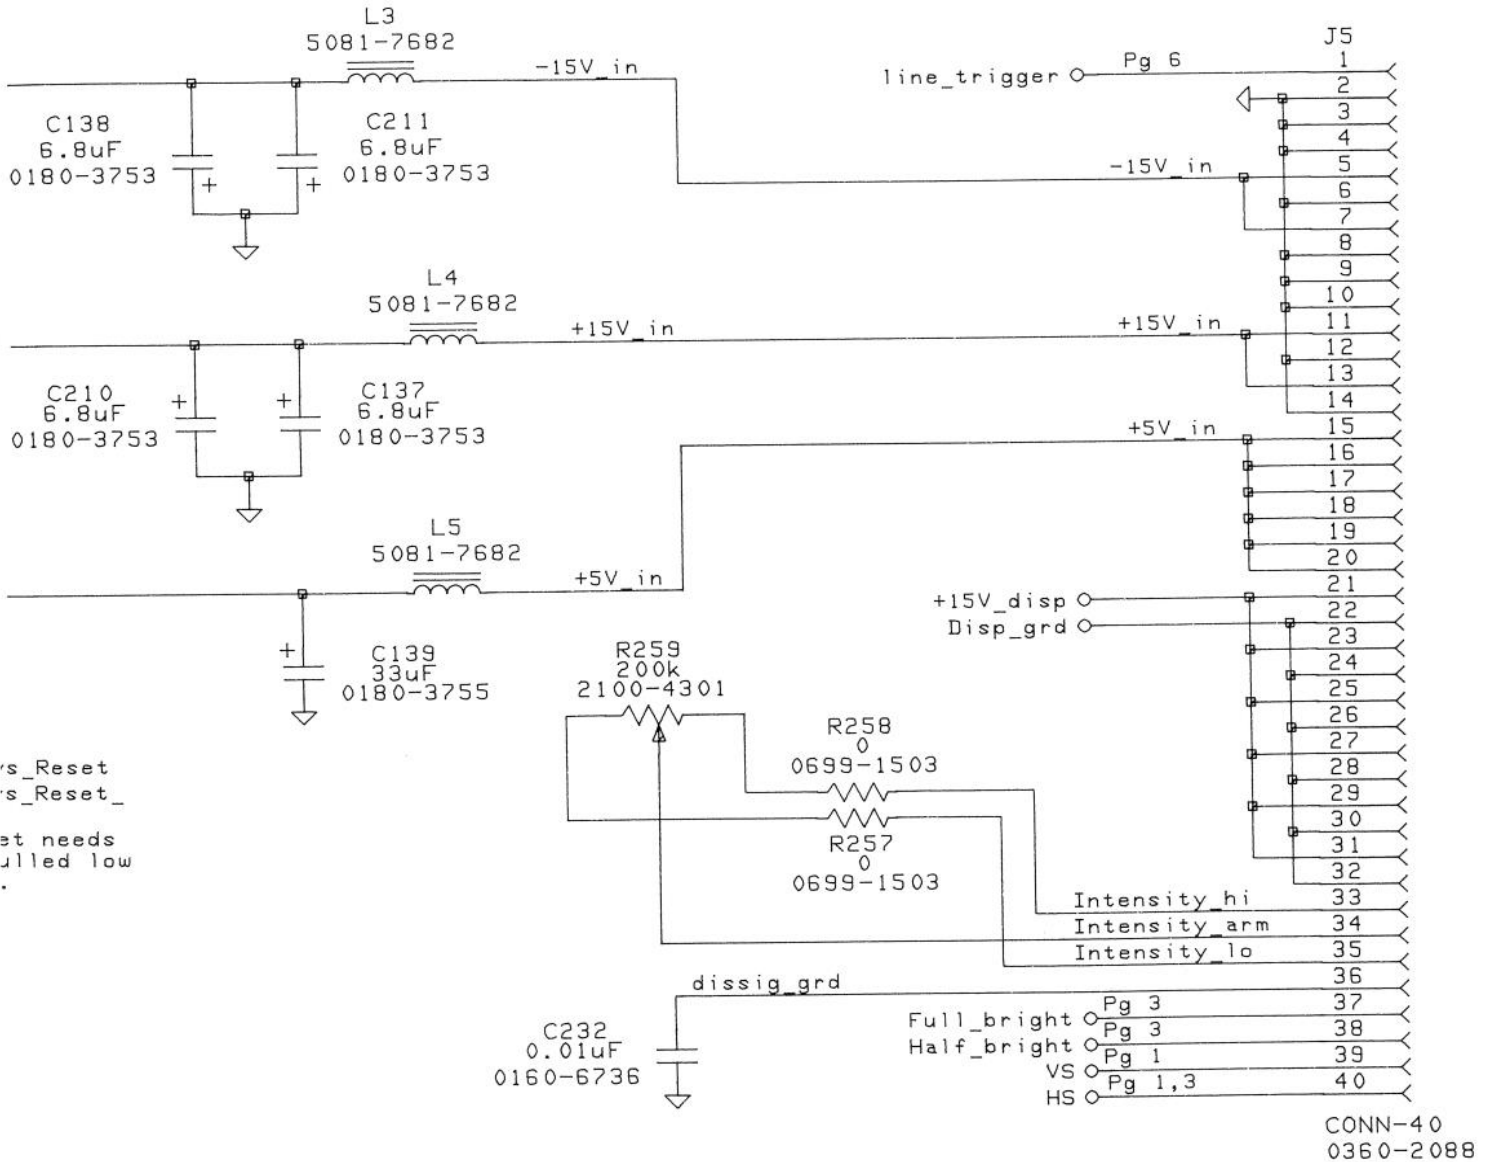 L3
5081-7682
-15V_in
C138
6.8uF
0180-3753
+
C211
6.8uF
0180-3753
+
L4
5081-7682
+15V_in
C210
6.8uF
0180-3753
+
C137
6.8uF
0180-3753
+
L5
5081-7682
+5V_in
C139
33uF
0180-3755
+
R259
200k
2100-4301
R258
0
0699-1503
R257
0
0699-1503
s_Reset
s_Reset_
et needs
ulled low
.
dissig_grd
C232
0.01uF
0160-6736
J5
line_trigger Pg 6 1
2
3
4
-15V_in 5
6
7
8
9
10
+15V_in 11
12
13
14
+5V_in 15
16
17
18
19
20
+15V_disp 21
Disp_grd 22
23
24
25
26
27
28
29
30
31
32
Intensity_hi 33
Intensity_arm 34
Intensity_lo 35
36
Full_bright Pg 3 37
Half_bright Pg 3 38
VS Pg 1 39
HS Pg 1,3 40
CONN-40
0360-2088